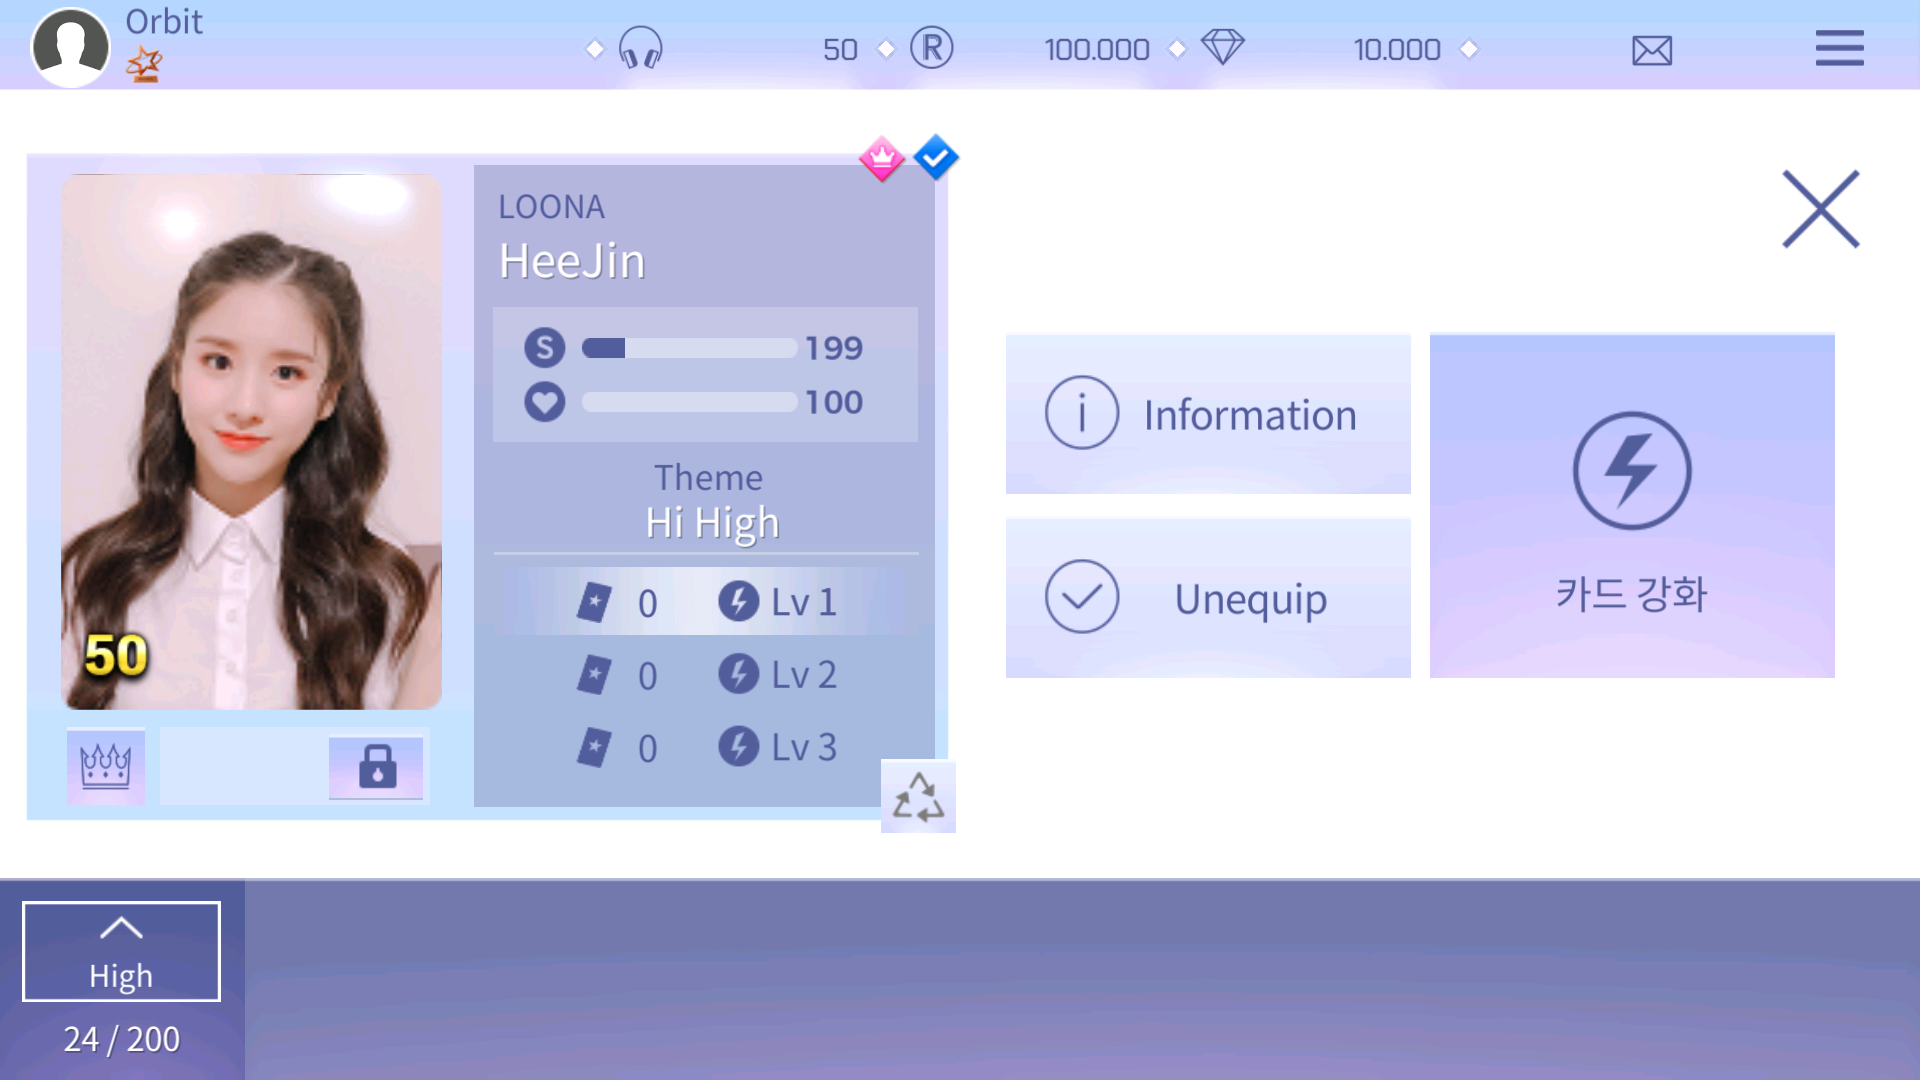 Orbit
50
R
100.000
10.000
LOONA
HeeJin
S
199
100
Theme
Hi High
0
Lv 1
0
Lv 2
0
Lv 3
50
i
Information
Unequip
카드 강화
High
24 / 200